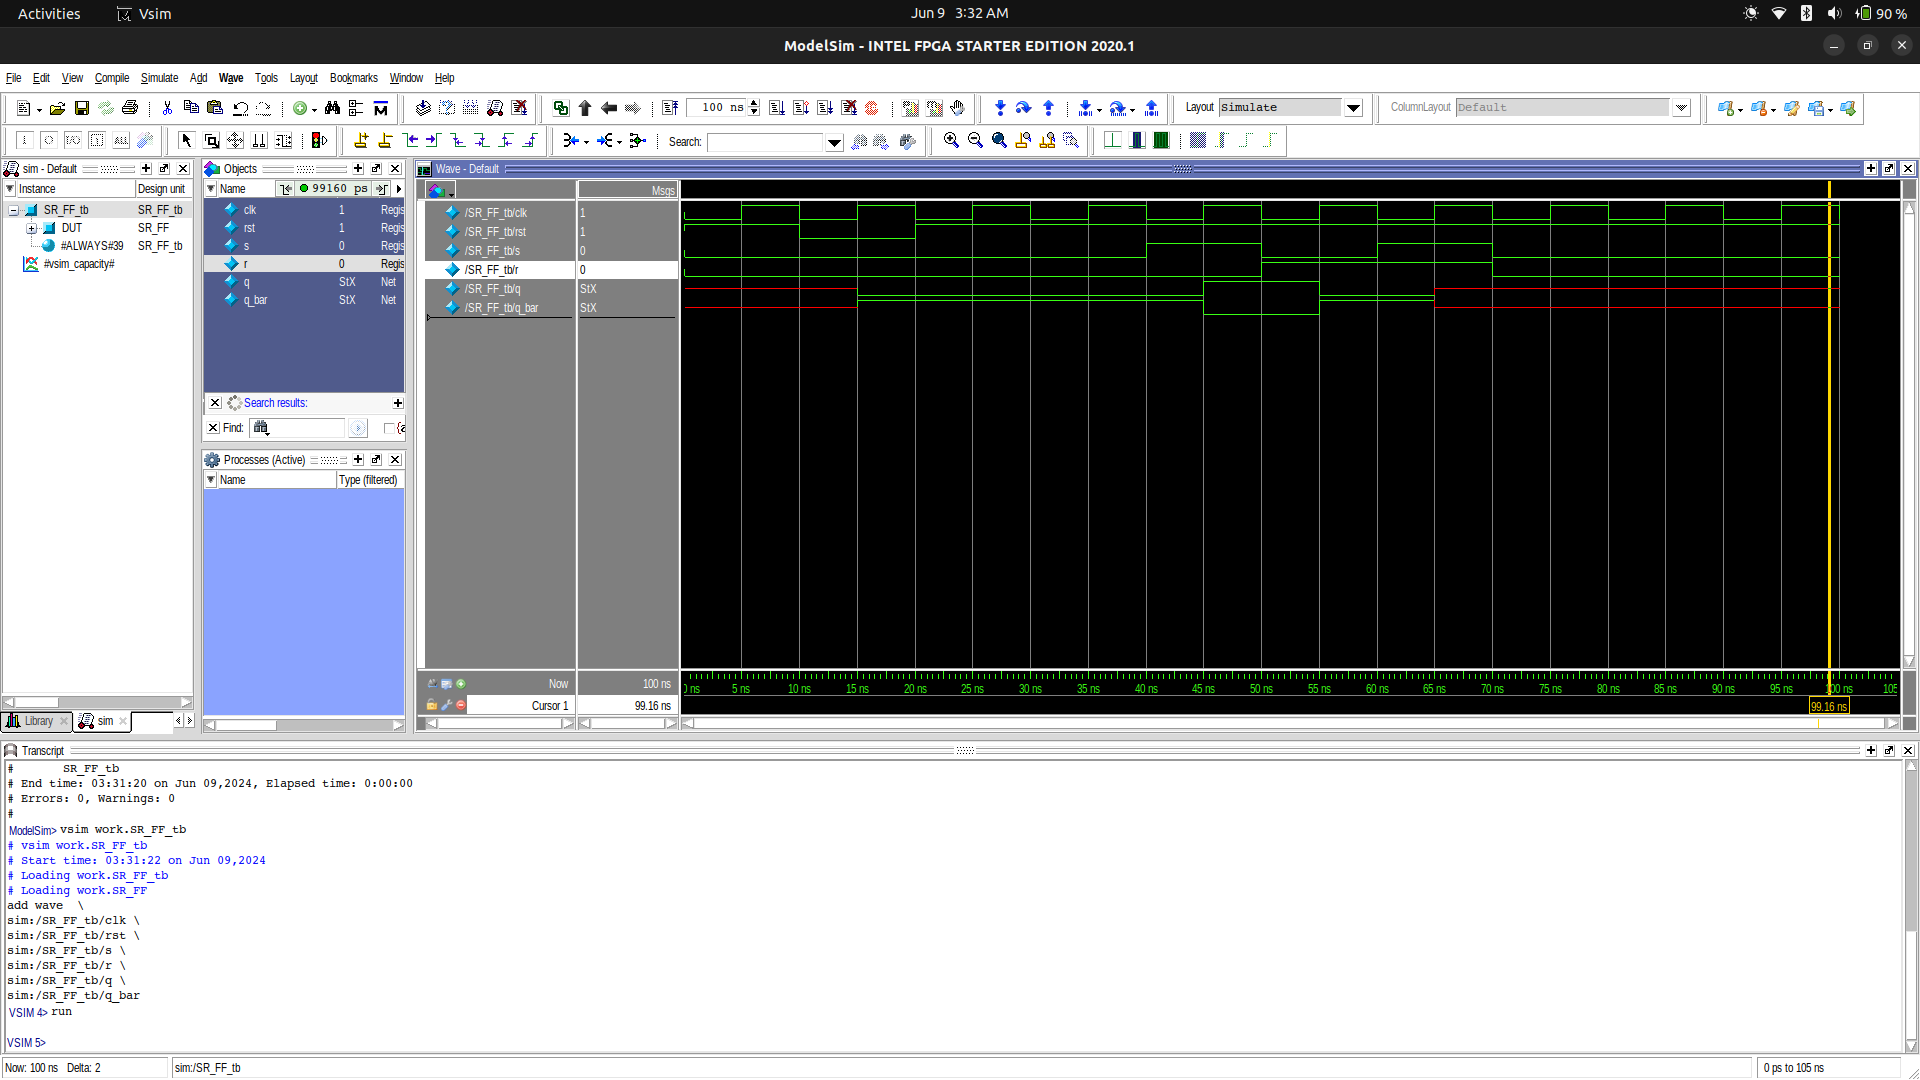 Activities Vsim Jun 9 3:32 AM 90 %
ModelSim - INTEL FPGA STARTER EDITION 2020.1
File Edit View Compile Simulate Add Wave Tools Layout Bookmarks Window Help
100 ns Layout Simulate ColumnLayout Default
Search:
sim - Default
Instance Design unit
SR_FF_tb SR_FF_tb
DUT SR_FF
#ALWAYS#39 SR_FF_tb
#vsim_capacity#
Library sim
Objects
Name 99160 ps
clk 1 Regis
rst 1 Regis
s 0 Regis
r 0 Regis
q StX Net
q_bar StX Net
Search results:
Find:
Processes (Active)
Name Type (filtered)
Wave - Default
Msgs
/SR_FF_tb/clk 1
/SR_FF_tb/rst 1
/SR_FF_tb/s 0
/SR_FF_tb/r 0
/SR_FF_tb/q StX
/SR_FF_tb/q_bar StX
Now 100 ns ns 5 ns 10 ns 15 ns 20 ns 25 ns 30 ns 35 ns 40 ns 45 ns 50 ns 55 ns 60 ns 65 ns 70 ns 75 ns 80 ns 85 ns 90 ns 95 ns 100 ns 105
Cursor 1 99.16 ns 99.16 ns
Transcript
# SR_FF_tb
# End time: 03:31:20 on Jun 09,2024, Elapsed time: 0:00:00
# Errors: 0, Warnings: 0
#
ModelSim> vsim work.SR_FF_tb
# vsim work.SR_FF_tb
# Start time: 03:31:22 on Jun 09,2024
# Loading work.SR_FF_tb
# Loading work.SR_FF
add wave \
sim:/SR_FF_tb/clk \
sim:/SR_FF_tb/rst \
sim:/SR_FF_tb/s \
sim:/SR_FF_tb/r \
sim:/SR_FF_tb/q \
sim:/SR_FF_tb/q_bar
VSIM 4> run
VSIM 5>
Now: 100 ns Delta: 2 sim:/SR_FF_tb 0 ps to 105 ns